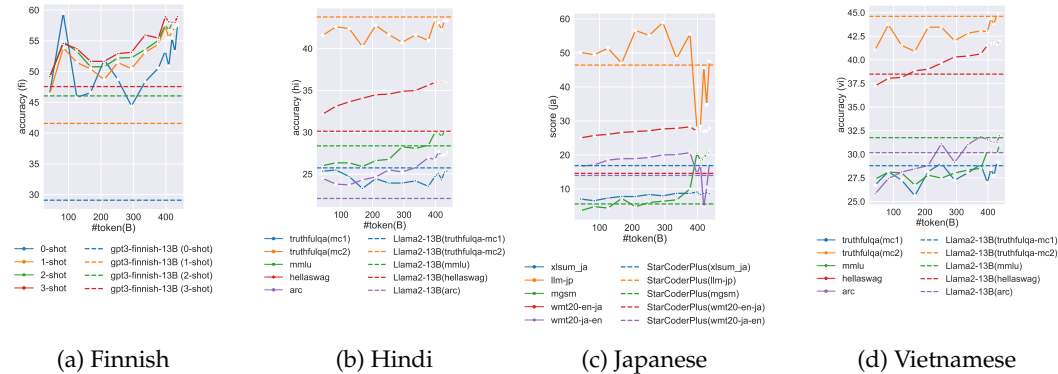 60
55
50
45
40
35
30
accuracy (fi)
100 200 300 400
#token(B)
0-shot
1-shot
2-shot
3-shot
gpt3-finnish-13B (0-shot)
gpt3-finnish-13B (1-shot)
gpt3-finnish-13B (2-shot)
gpt3-finnish-13B (3-shot)
(a) Finnish
40
35
30
25
accuracy (hi)
100 200 300 400
#token(B)
truthfulqa(mc1)
truthfulqa(mc2)
mmlu
hellaswag
arc
Llama2-13B(truthfulqa-mc1)
Llama2-13B(truthfulqa-mc2)
Llama2-13B(mmlu)
Llama2-13B(hellaswag)
Llama2-13B(arc)
(b) Hindi
60
50
40
30
20
10
score (ja)
100 200 300 400
#token(B)
xlsum_ja
llm-jp
mgsm
wmt20-en-ja
wmt20-ja-en
StarCoderPlus(xlsum_ja)
StarCoderPlus(llm-jp)
StarCoderPlus(mgsm)
StarCoderPlus(wmt20-en-ja)
StarCoderPlus(wmt20-ja-en)
(c) Japanese
45.0
42.5
40.0
37.5
35.0
32.5
30.0
27.5
25.0
accuracy (vi)
100 200 300 400
#token(B)
truthfulqa(mc1)
truthfulqa(mc2)
mmlu
hellaswag
arc
Llama2-13B(truthfulqa-mc1)
Llama2-13B(truthfulqa-mc2)
Llama2-13B(mmlu)
Llama2-13B(hellaswag)
Llama2-13B(arc)
(d) Vietnamese